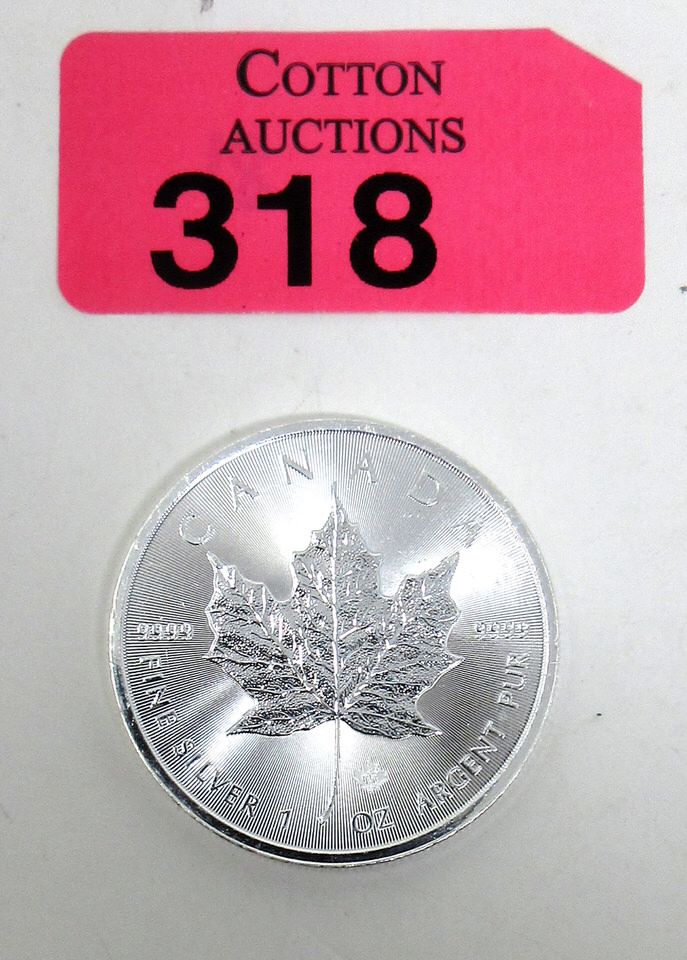 COTTON
AUCTIONS
318
CANADA
9999 9999
FINE SILVER 1 OZ ARGENT PUR